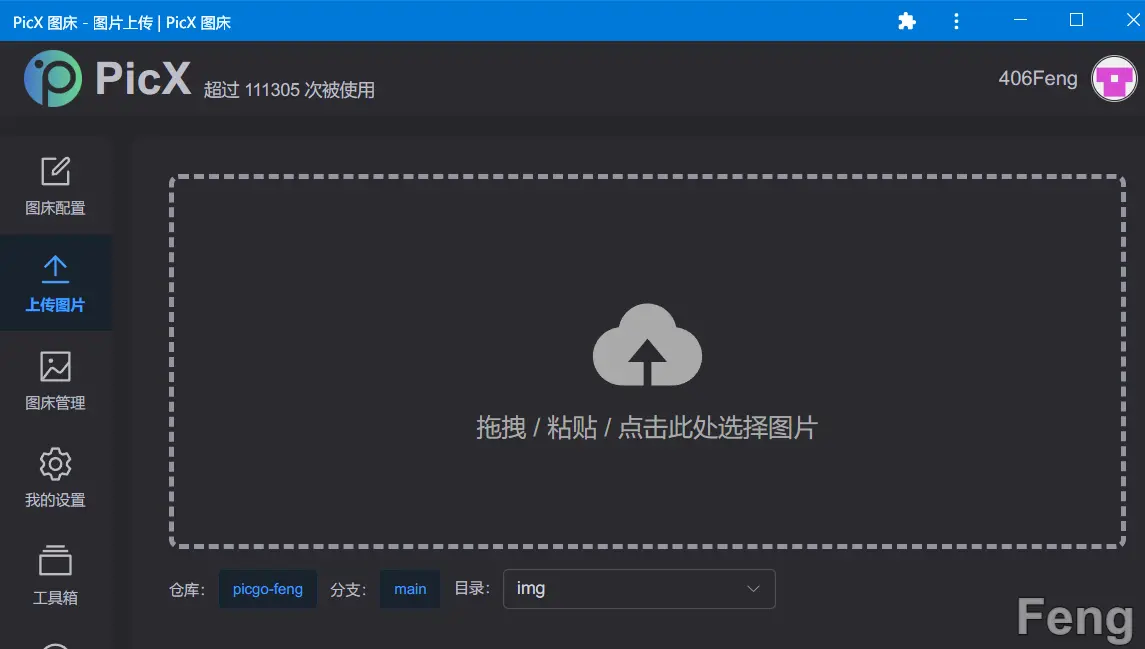 PicX 图床 - 图片上传 | PicX 图床
PicX 超过 111305 次被使用
406Feng
图床配置
上传图片
图床管理
我的设置
工具箱
拖拽 / 粘贴 / 点击此处选择图片
仓库: picgo-feng 分支: main 目录: img
Feng